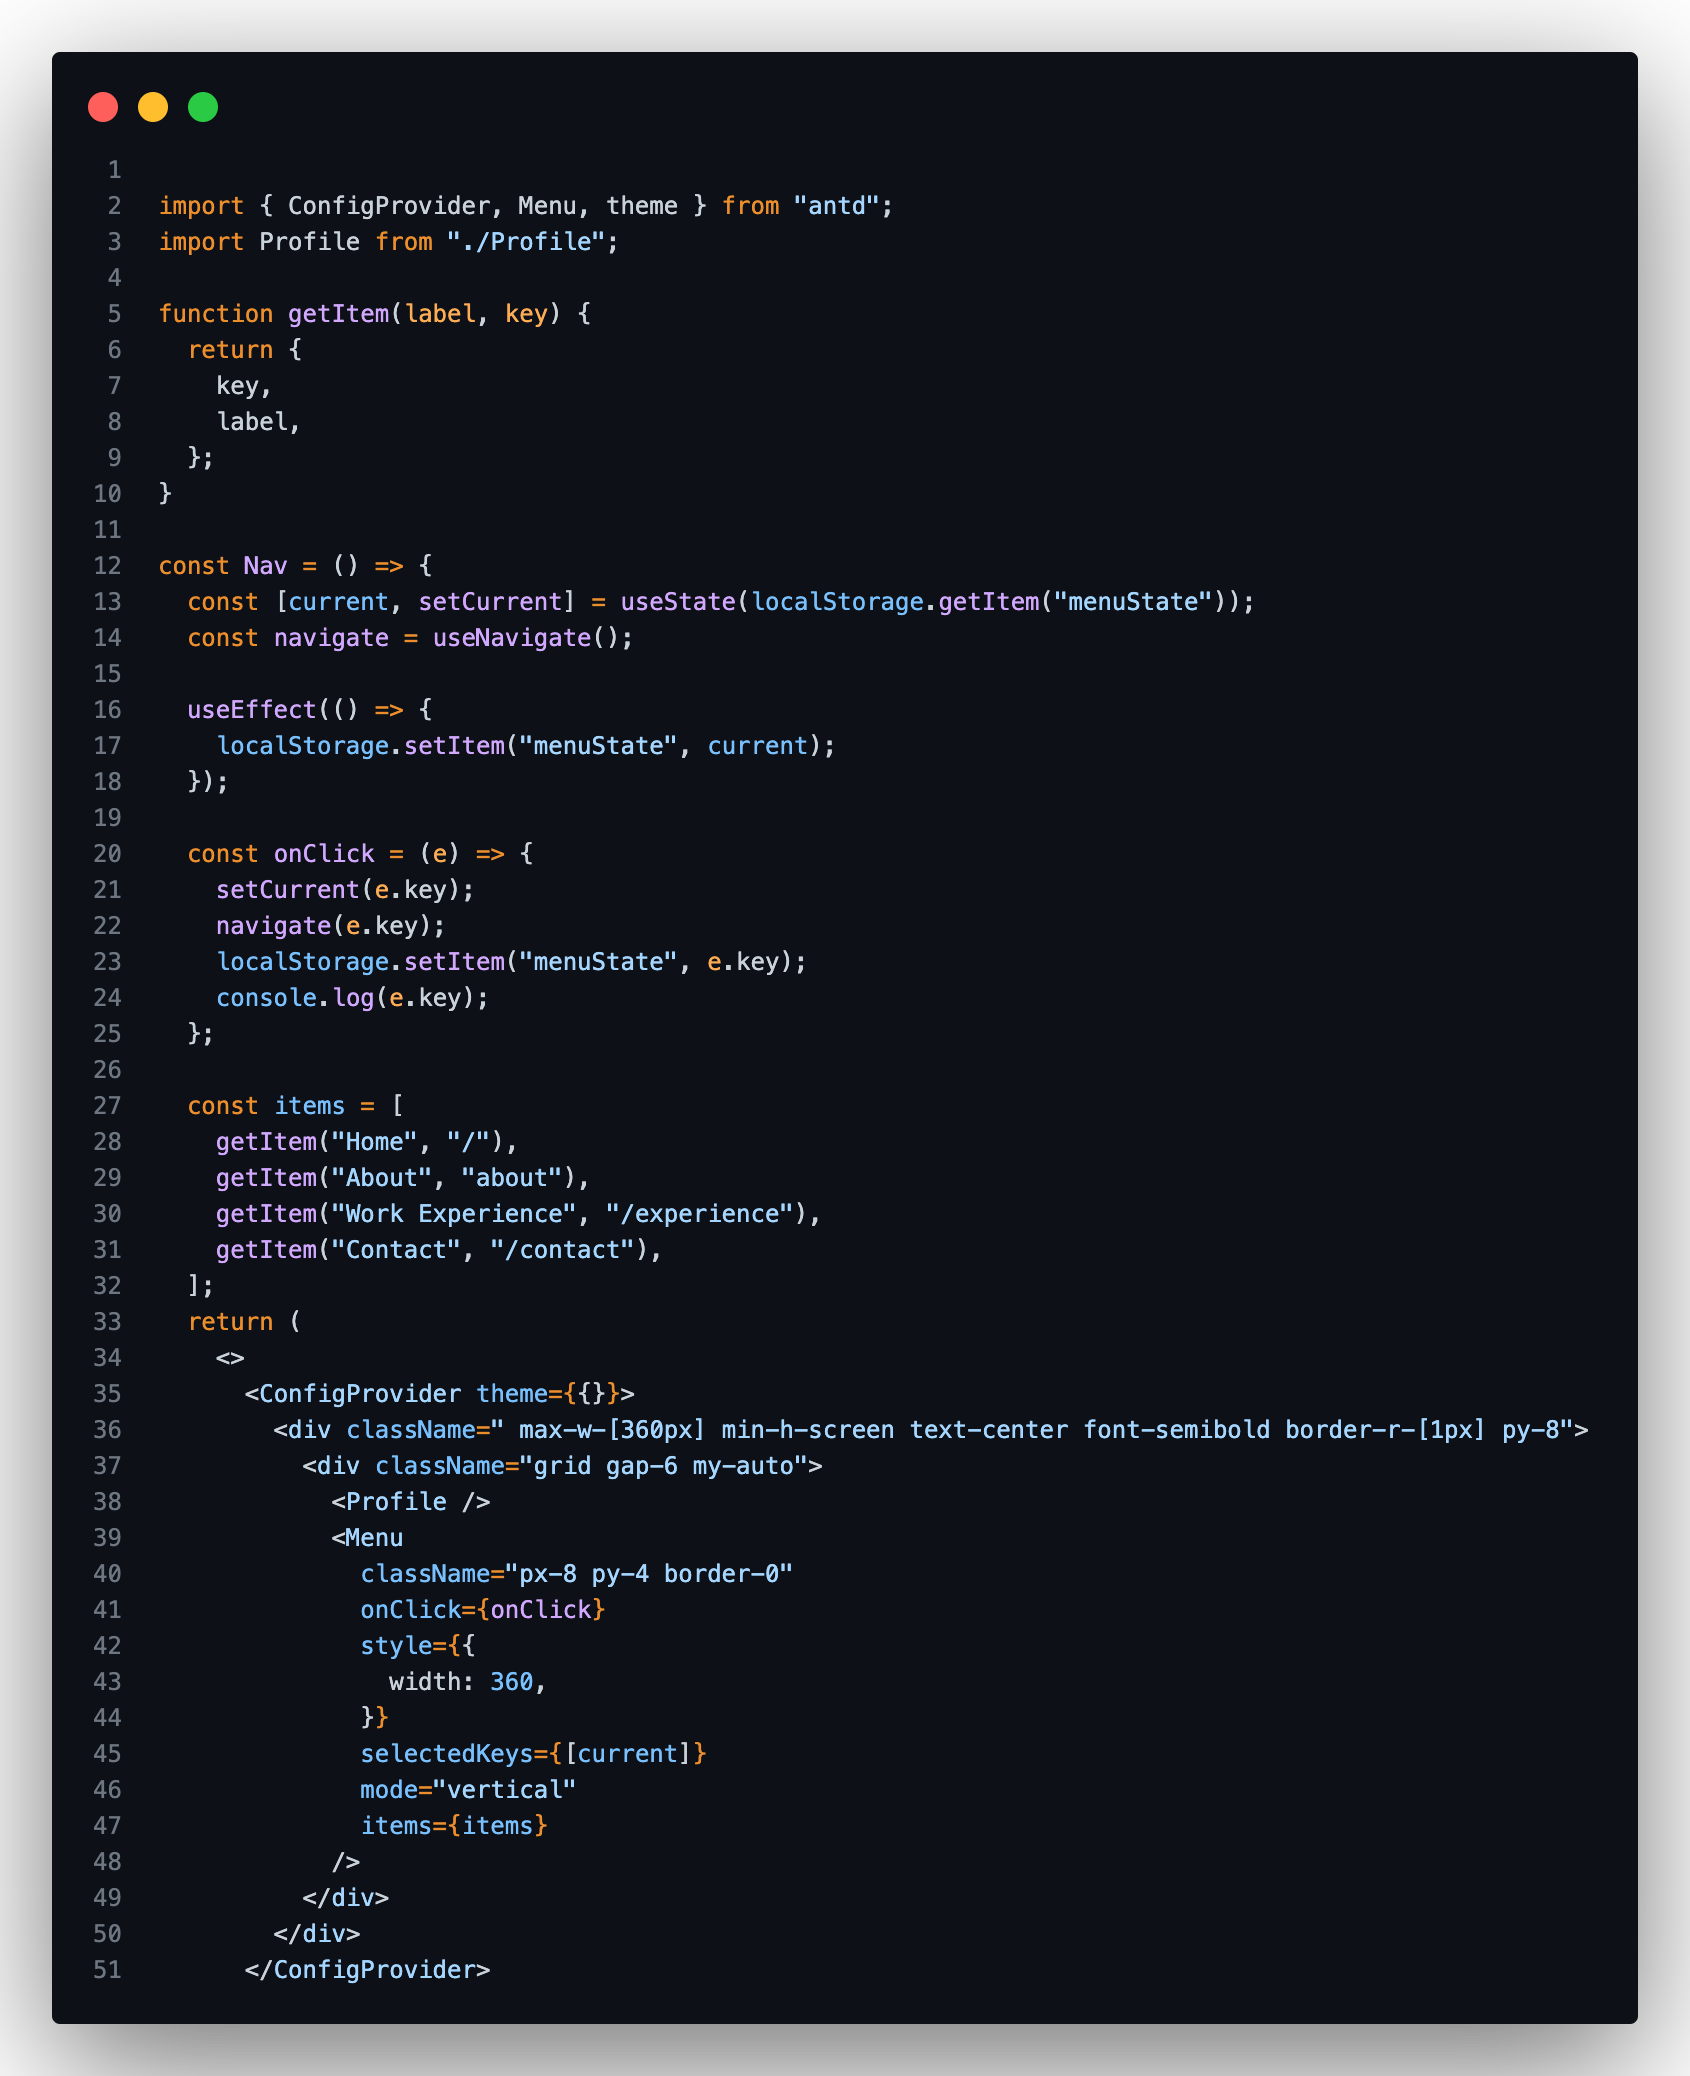 1
2 import { ConfigProvider, Menu, theme } from "antd";
3 import Profile from "./Profile";
4
5 function getItem(label, key) {
6   return {
7     key,
8     label,
9   };
10 }
11
12 const Nav = () => {
13   const [current, setCurrent] = useState(localStorage.getItem("menuState"));
14   const navigate = useNavigate();
15
16   useEffect(() => {
17     localStorage.setItem("menuState", current);
18   });
19
20   const onClick = (e) => {
21     setCurrent(e.key);
22     navigate(e.key);
23     localStorage.setItem("menuState", e.key);
24     console.log(e.key);
25   };
26
27   const items = [
28     getItem("Home", "/"),
29     getItem("About", "about"),
30     getItem("Work Experience", "/experience"),
31     getItem("Contact", "/contact"),
32   ];
33   return (
34     <>
35       <ConfigProvider theme={{}}>
36         <div className=" max-w-[360px] min-h-screen text-center font-semibold border-r-[1px] py-8">
37           <div className="grid gap-6 my-auto">
38             <Profile />
39             <Menu
40               className="px-8 py-4 border-0"
41               onClick={onClick}
42               style={{
43                 width: 360,
44               }}
45               selectedKeys={[current]}
46               mode="vertical"
47               items={items}
48             />
49           </div>
50         </div>
51       </ConfigProvider>